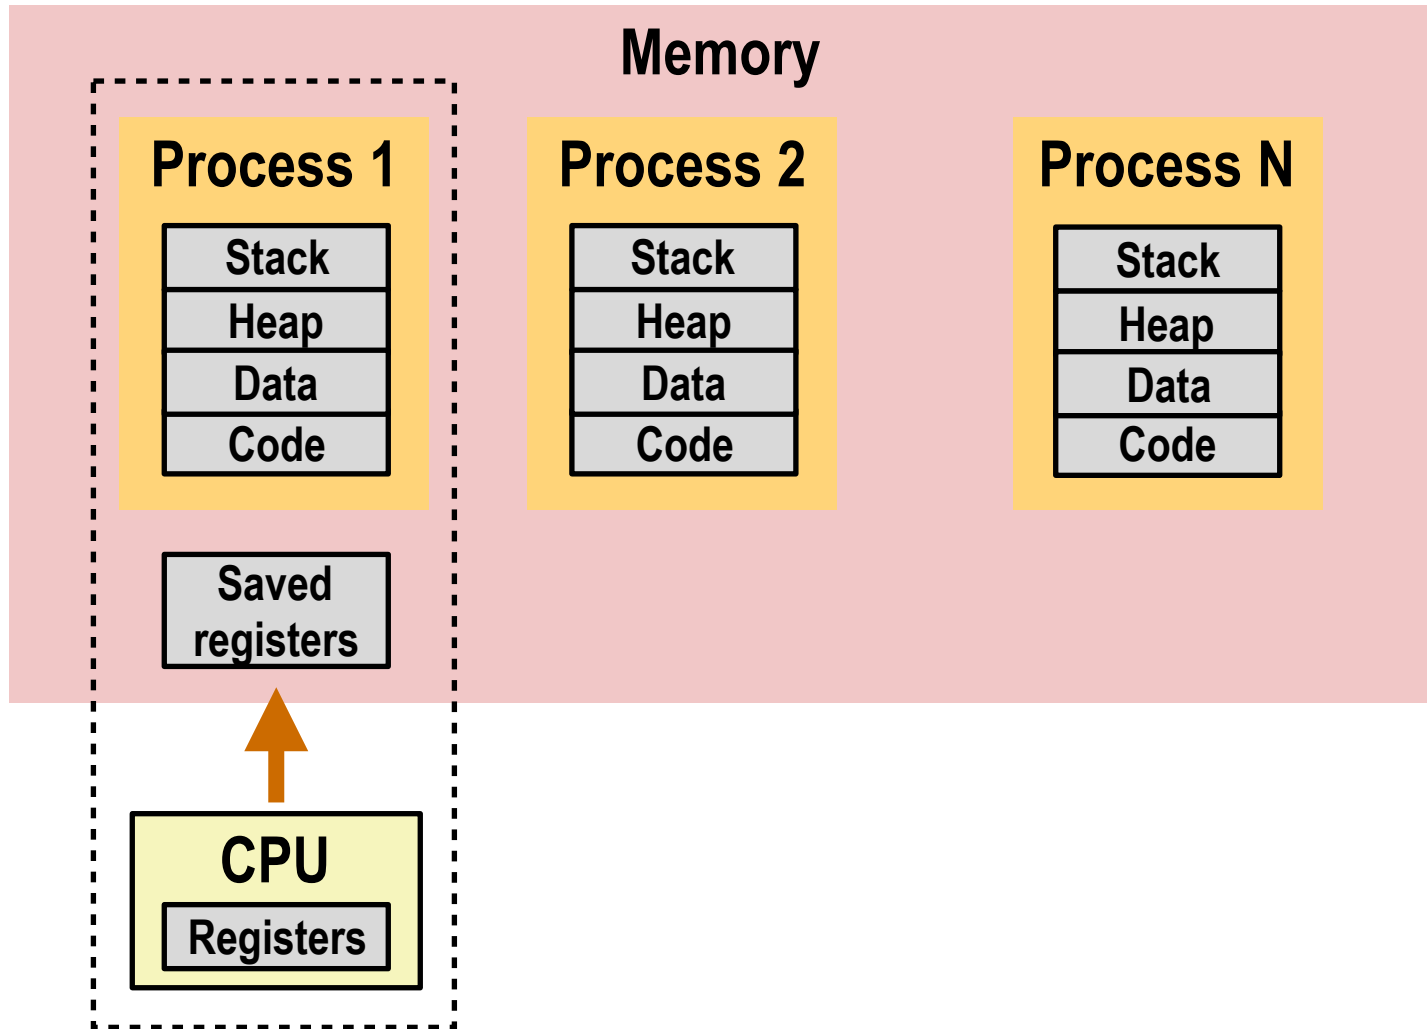 Memory
Process 1
Stack
Heap
Data
Code
Process 2
Stack
Heap
Data
Code
Process N
Stack
Heap
Data
Code
Saved
registers
CPU
Registers